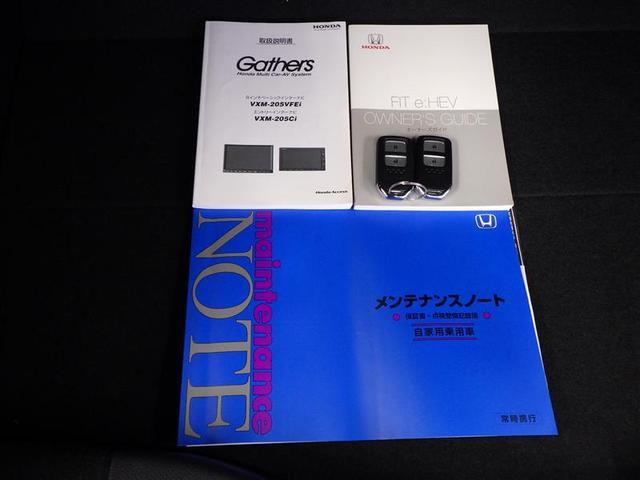 HONDA
取扱説明書
Gathers
Honda Multi Car-AV System
9インチベーシックインターナビ
VXM-205VFEi
エントリーインターナビ
VXM-205Ci
Honda Access
HONDA
FIT e:HEV
OWNER'S GUIDE
オーナーズガイド
maintenance
NOTE
メンテナンスノート
保証書・点検整備記録簿
自家用乗用車
常時携行